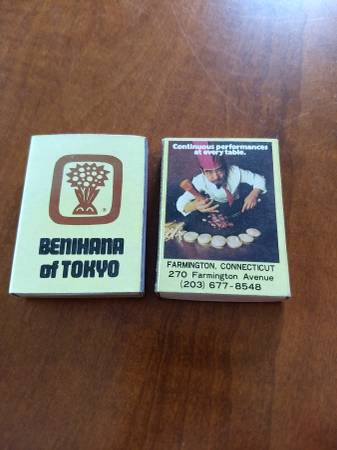 BENIHANA
of TOKYO
Continuous performances
at every table.
FARMINGTON, CONNECTICUT
270 Farmington Avenue
(203) 677-8548